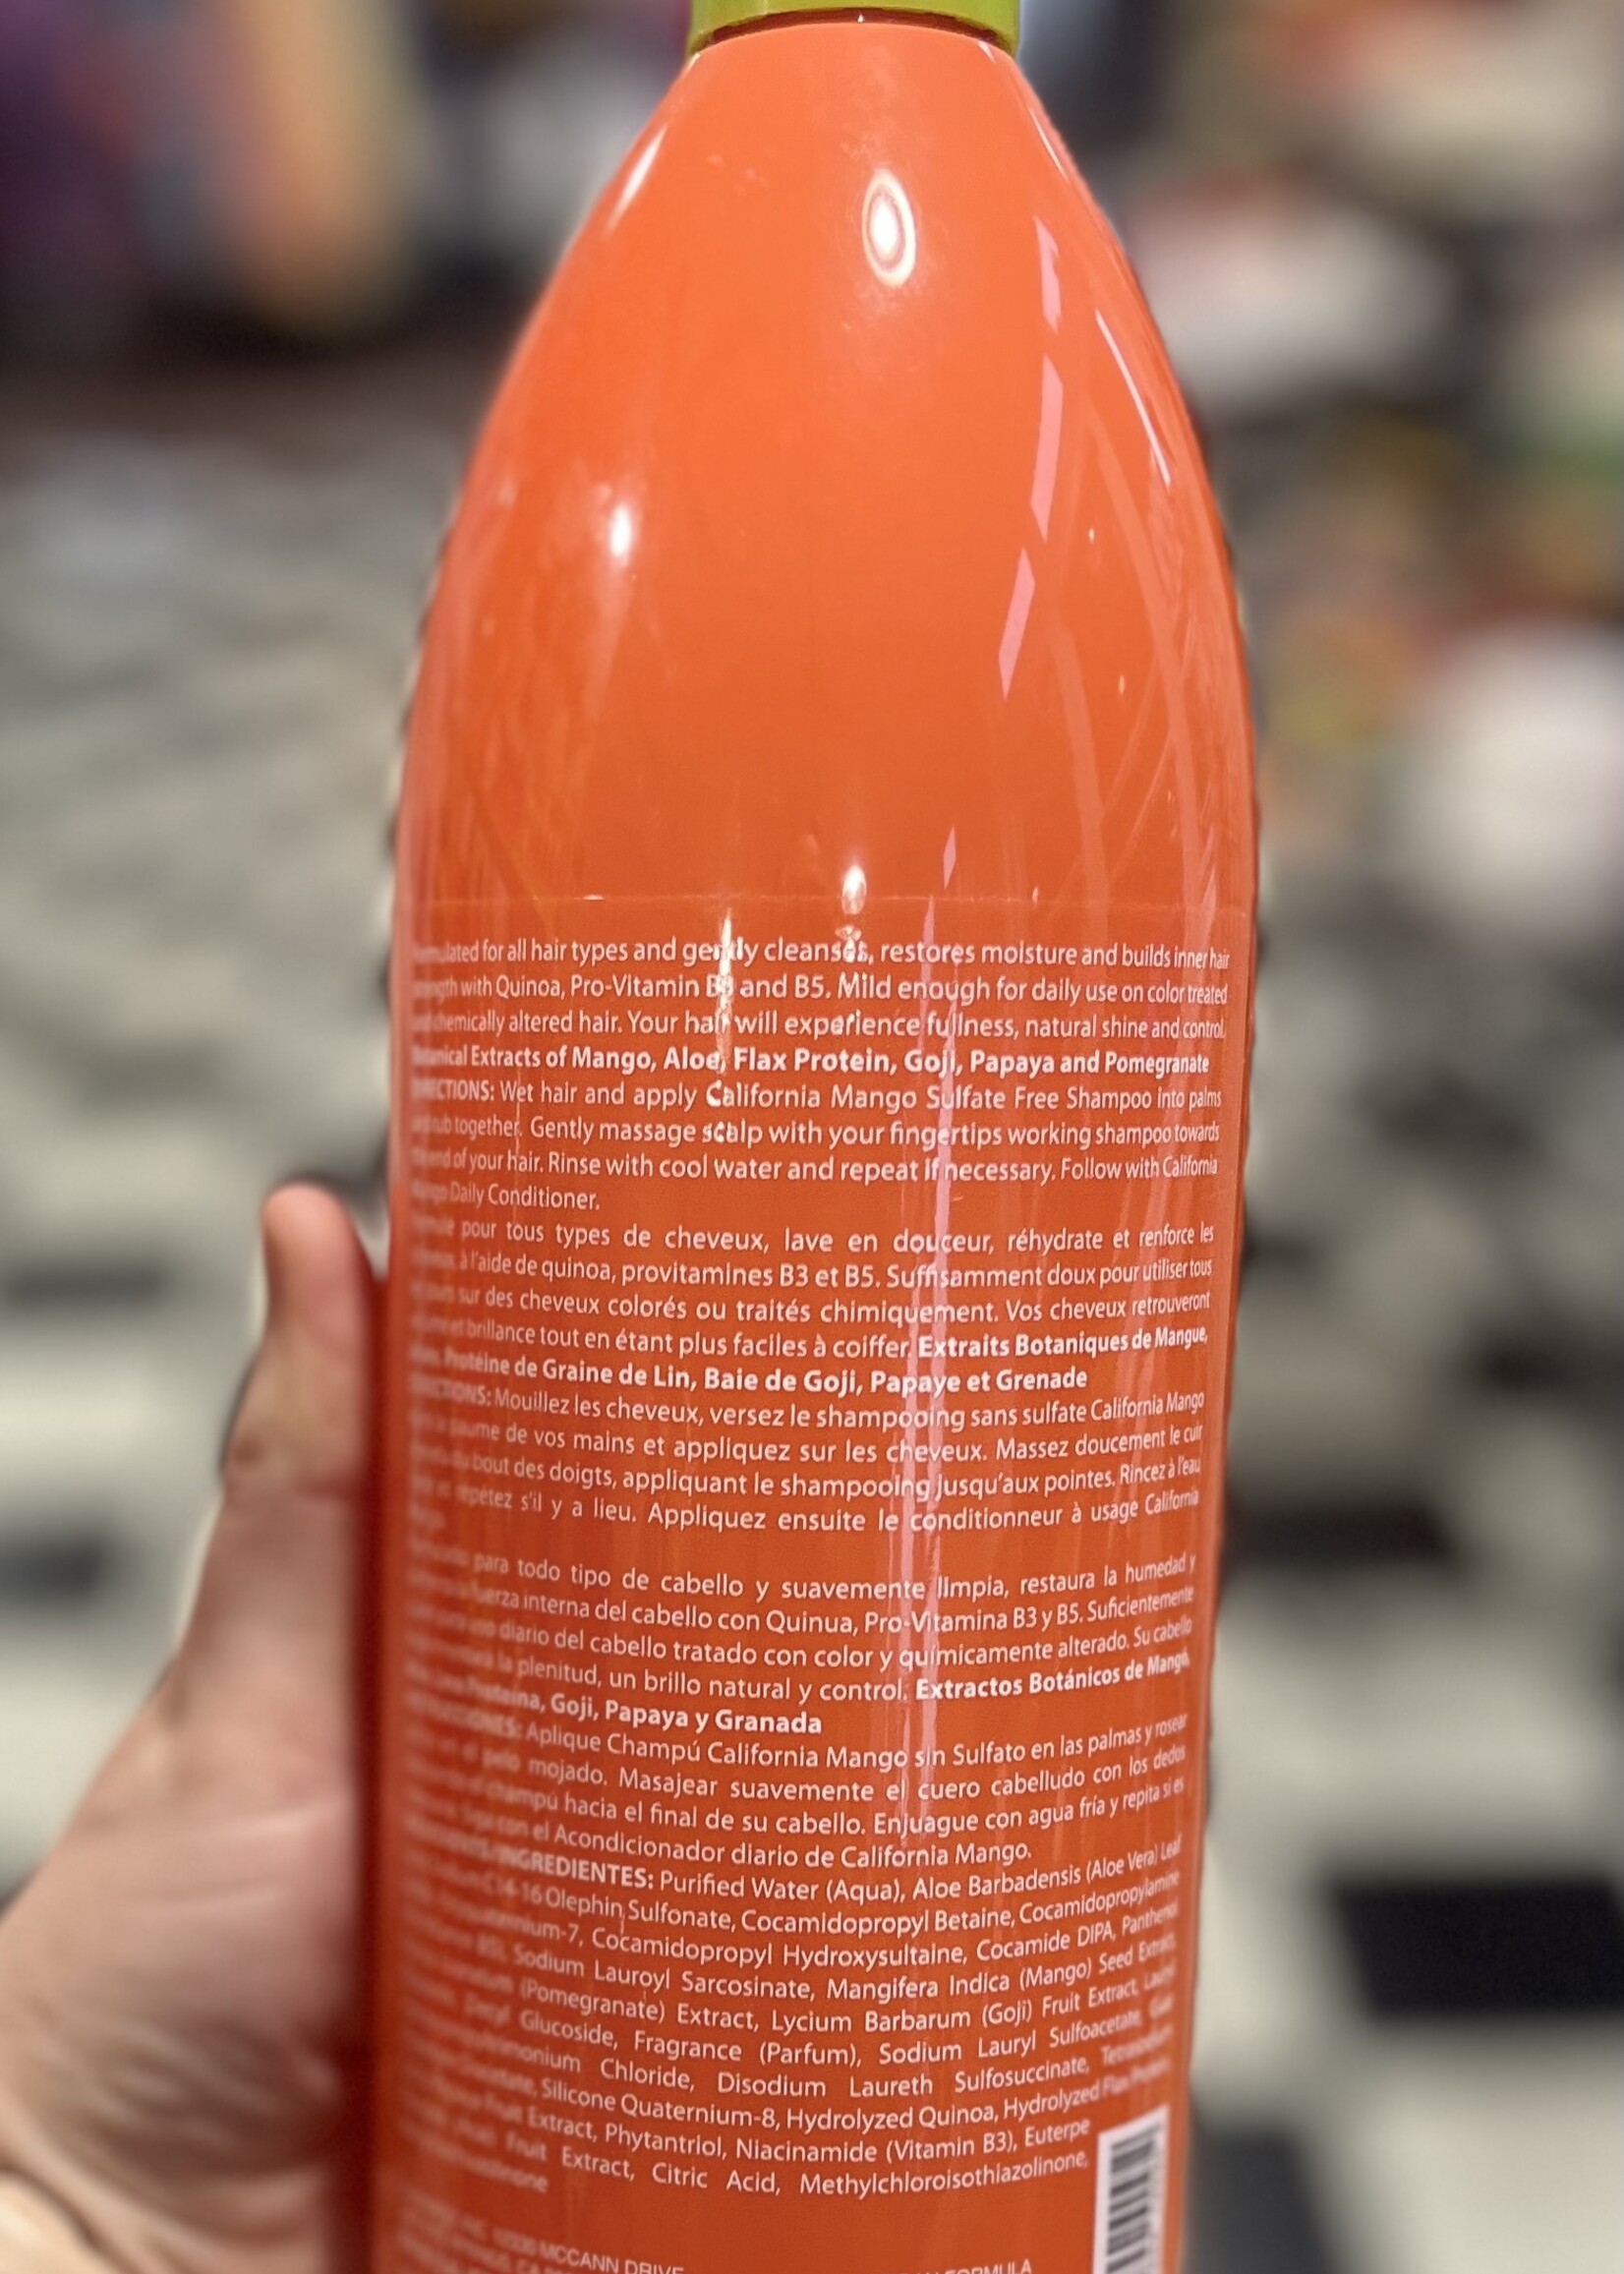 for all hair types and gently cleanses, restores moisture and builds inner hair
with Quinoa, Pro-Vitamin and B5. Mild enough for daily use on color treated
chemically altered hair. Your hair will experience fullness, natural shine and control.
Extracts of Mango, Aloe, Flax Protein, Goji, Papaya and Pomegranate
DIRECTIONS: Wet hair and apply California Mango Sulfate Free Shampoo into palms
together. Gently massage scalp with your fingertips working shampoo towards
end of your hair. Rinse with cool water and repeat if necessary. Follow with California
Daily Conditioner.
pour tous types de cheveux, lave en douceur, réhydrate et renforce les
à l'aide de quinoa, provitamines B3 et B5. Suffisamment doux pour utiliser tous
sur des cheveux colorés ou traités chimiquement. Vos cheveux retrouveront
et brillance tout en étant plus faciles à coiffer. Extraits Botaniques de Mangue,
Protéine de Graine de Lin, Baie de Goji, Papaye et Grenade
Mouillez les cheveux, versez le shampooing sans sulfate California Mango
paume de vos mains et appliquez sur les cheveux. Massez doucement le cuir
bout des doigts, appliquant le shampooing jusqu'aux pointes. Rincez à l'eau
répétez s'il y a lieu. Appliquez ensuite le conditionneur à usage California
para todo tipo de cabello y suavemente limpia, restaura la humedad y
fuerza interna del cabello con Quinua, Pro-Vitamina B3 y B5. Suficientemente
diario del cabello tratado con color y químicamente alterado. Su cabello
la plenitud, un brillo natural y control. Extractos Botánicos de Mangó,
Proteina, Goji, Papaya y Granada
Aplique Champú California Mango sin Sulfato en las palmas y rosear
el pelo mojado. Masajear suavemente el cuero cabelludo con los dedos
champú hacia el final de su cabello. Enjuague con agua fría y repita si es
con el Acondicionador diario de California Mango.
INGREDIENTES: Purified Water (Aqua), Aloe Barbadensis (Aloe Vera) Leaf
C14-16 Olephin Sulfonate, Cocamidopropyl Betaine, Cocamidopropylamine
Cocamidopropyl Hydroxysultaine, Cocamide DIPA, Panthenol
Sodium Lauroyl Sarcosinate, Mangifera Indica (Mango) Seed Extract,
(Pomegranate) Extract, Lycium Barbarum (Goji) Fruit Extract,
Glucoside, Fragrance (Parfum), Sodium Lauryl Sulfoacetate,
Chloride, Disodium Laureth Sulfosuccinate,
Silicone Quaternium-8, Hydrolyzed Quinoa, Hydrolyzed Flax Protein,
Fruit Extract, Phytantriol, Niacinamide (Vitamin B3), Euterpe
Fruit Extract, Citric Acid, Methylchloroisothiazolinone,
MCCANN DRIVE
FORMULA